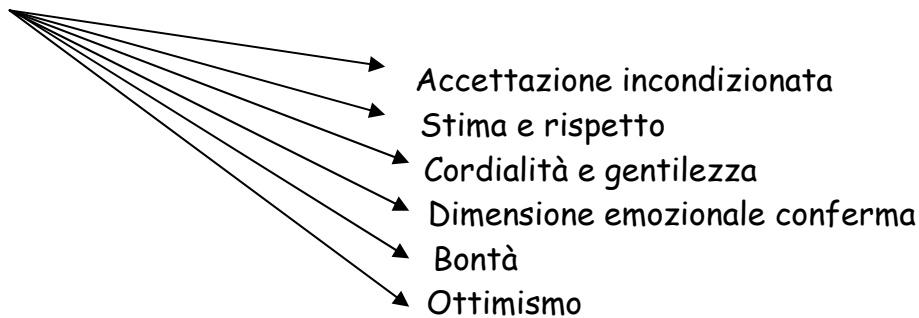 Accettazione incondizionata
Stima e rispetto
Cordialità e gentilezza
Dimensione emozionale conferma
Bontà
Ottimismo